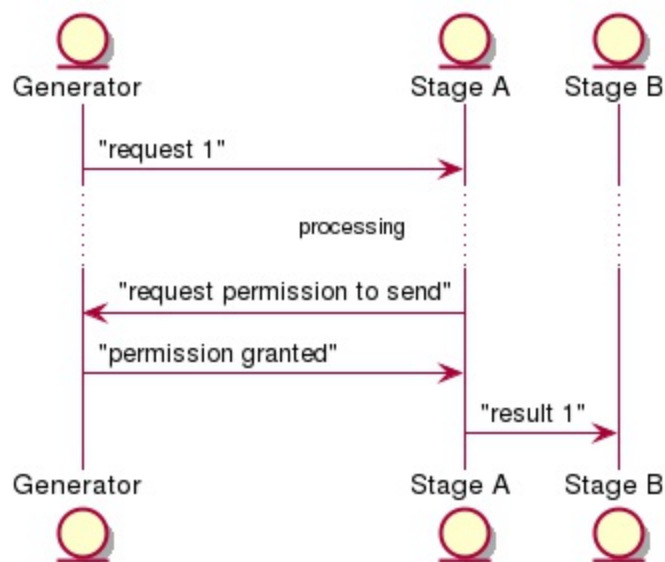 Generator
Stage A
Stage B
"request 1"
processing
"request permission to send"
"permission granted"
"result 1"
Generator
Stage A
Stage B